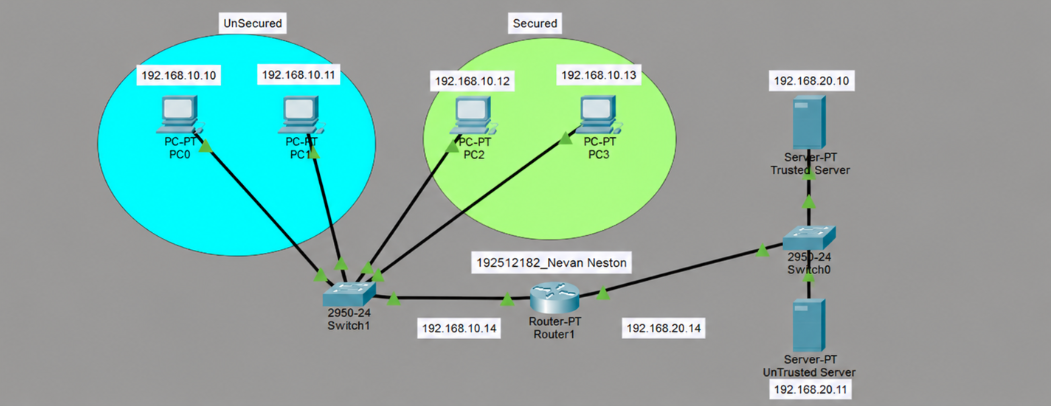 UnSecured
Secured
192.168.10.10
192.168.10.11
192.168.10.12
192.168.10.13
192.168.20.10
PC-PT
PC0
PC-PT
PC1
PC-PT
PC2
PC-PT
PC3
Server-PT
Trusted Server
192512182_Nevan Neston
2950-24
Switch0
2950-24
Switch1
192.168.10.14
Router-PT
Router1
192.168.20.14
Server-PT
UnTrusted Server
192.168.20.11